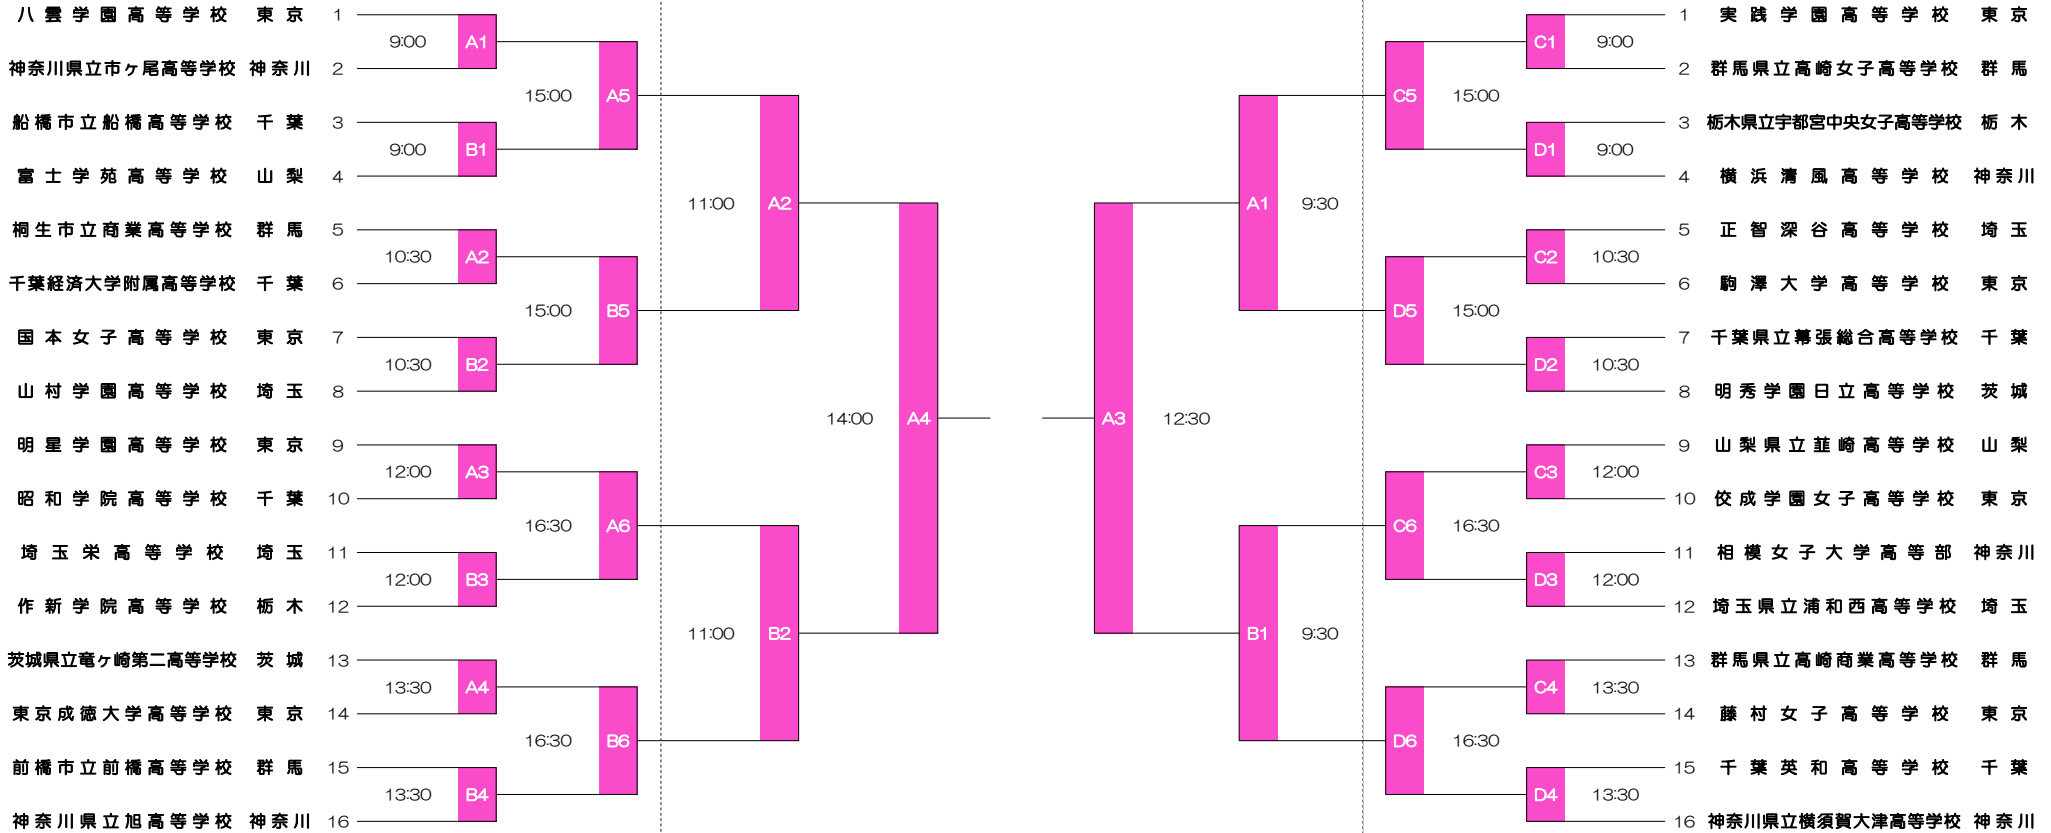 八雲学園高等学校 東京 1
9:00 A1
神奈川県立市ヶ尾高等学校 神奈川 2
15:00 A5
船橋市立船橋高等学校 千葉 3
9:00 B1
富士学苑高等学校 山梨 4
11:00 A2
桐生市立商業高等学校 群馬 5
10:30 A2
千葉経済大学附属高等学校 千葉 6
15:00 B5
国本女子高等学校 東京 7
10:30 B2
山村学園高等学校 埼玉 8
14:00 A4
明星学園高等学校 東京 9
12:00 A3
昭和学院高等学校 千葉 10
16:30 A6
埼玉栄高等学校 埼玉 11
12:00 B3
作新学院高等学校 栃木 12
11:00 B2
茨城県立竜ヶ崎第二高等学校 茨城 13
13:30 A4
東京成徳大学高等学校 東京 14
16:30 B6
前橋市立前橋高等学校 群馬 15
13:30 B4
神奈川県立旭高等学校 神奈川 16
1 実践学園高等学校 東京
C1 9:00
2 群馬県立高崎女子高等学校 群馬
C5 15:00
3 栃木県立宇都宮中央女子高等学校 栃木
D1 9:00
4 横浜清風高等学校 神奈川
A1 9:30
5 正智深谷高等学校 埼玉
C2 10:30
6 駒澤大学高等学校 東京
D5 15:00
7 千葉県立幕張総合高等学校 千葉
D2 10:30
8 明秀学園日立高等学校 茨城
A3 12:30
9 山梨県立韮崎高等学校 山梨
C3 12:00
10 佼成学園女子高等学校 東京
C6 16:30
11 相模女子大学高等部 神奈川
D3 12:00
12 埼玉県立浦和西高等学校 埼玉
B1 9:30
13 群馬県立高崎商業高等学校 群馬
C4 13:30
14 藤村女子高等学校 東京
D6 16:30
15 千葉英和高等学校 千葉
D4 13:30
16 神奈川県立横須賀大津高等学校 神奈川